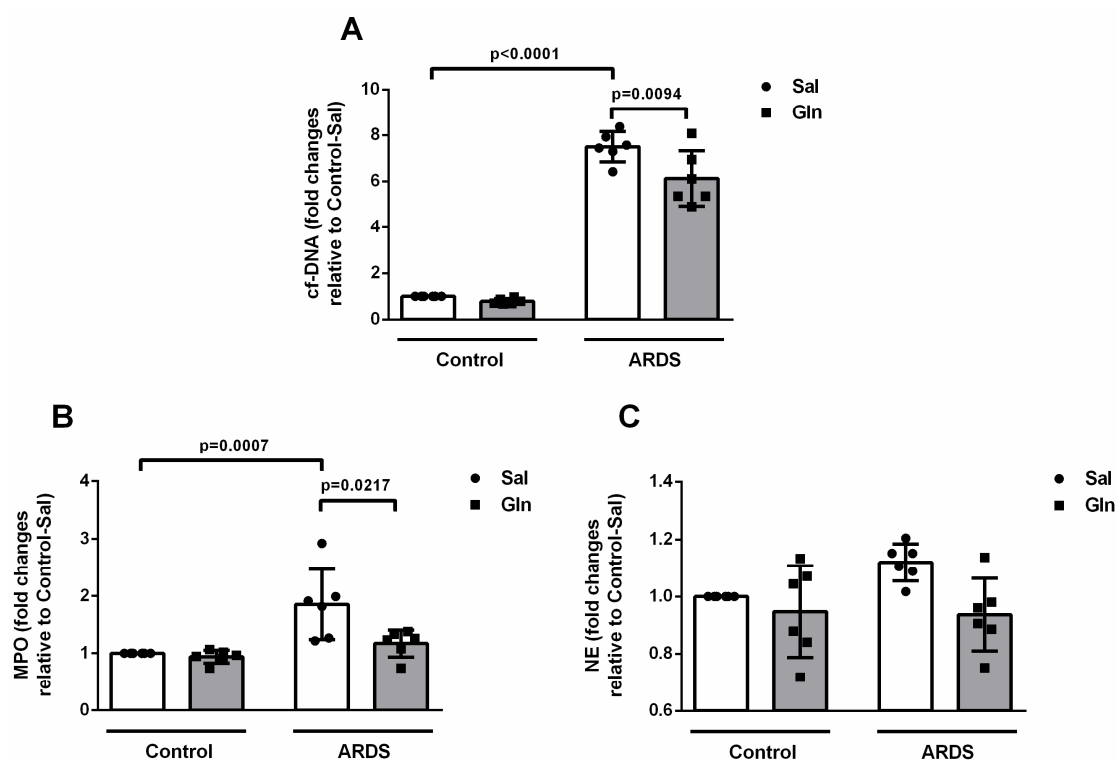 A
p<0.0001
p=0.0094
Sal
Gln
cf-DNA (fold changes
relative to Control-Sal)
10
8
6
4
2
0
Control
ARDS
B
p=0.0007
p=0.0217
Sal
Gln
MPO (fold changes
relative to Control-Sal)
4
3
2
1
0
Control
ARDS
C
Sal
Gln
NE (fold changes
relative to Control-Sal)
1.4
1.2
1.0
0.8
0.6
Control
ARDS